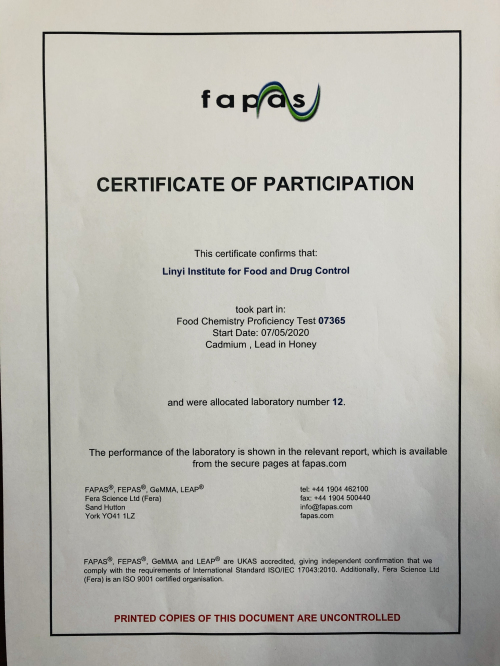 fapas
CERTIFICATE OF PARTICIPATION
This certificate confirms that:
Linyi Institute for Food and Drug Control
took part in:
Food Chemistry Proficiency Test 07365
Start Date: 07/05/2020
Cadmium , Lead in Honey
and were allocated laboratory number 12.
The performance of the laboratory is shown in the relevant report, which is available
from the secure pages at fapas.com
FAPAS®, FEPAS®, GeMMA, LEAP®
Fera Science Ltd (Fera)
Sand Hutton
York YO41 1LZ
tel: +44 1904 462100
fax: +44 1904 500440
info@fapas.com
fapas.com
FAPAS®, FEPAS®, GeMMA and LEAP® are UKAS accredited, giving independent confirmation that we
comply with the requirements of International Standard ISO/IEC 17043:2010. Additionally, Fera Science Ltd
(Fera) is an ISO 9001 certified organisation.
PRINTED COPIES OF THIS DOCUMENT ARE UNCONTROLLED